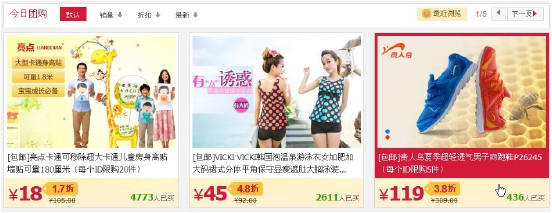 今日团购
默认
销量
折扣
最新
最近浏览
1/5
下一页
亮点
LIANGDIAN
大型卡通身高贴
可量1.8米
宝宝成长必备
[包邮]亮点卡通可移除超大卡通儿童房身高贴
墙贴可量180厘米（每个ID限购20件）
¥18
1.7折
¥105.00
4773人已买
有
诱惑
[包邮]VICKI VICKI韩国泡温泉游泳衣女加肥加
大码裙式分体平角保守显瘦遮肚大胸泳装...
¥45
4.8折
¥92.00
2611人已买
贵人鸟
[包邮]贵人鸟夏季超轻透气男子网跑鞋P26245
（每个ID限购5件）
¥119
3.8折
¥309.00
436人已买